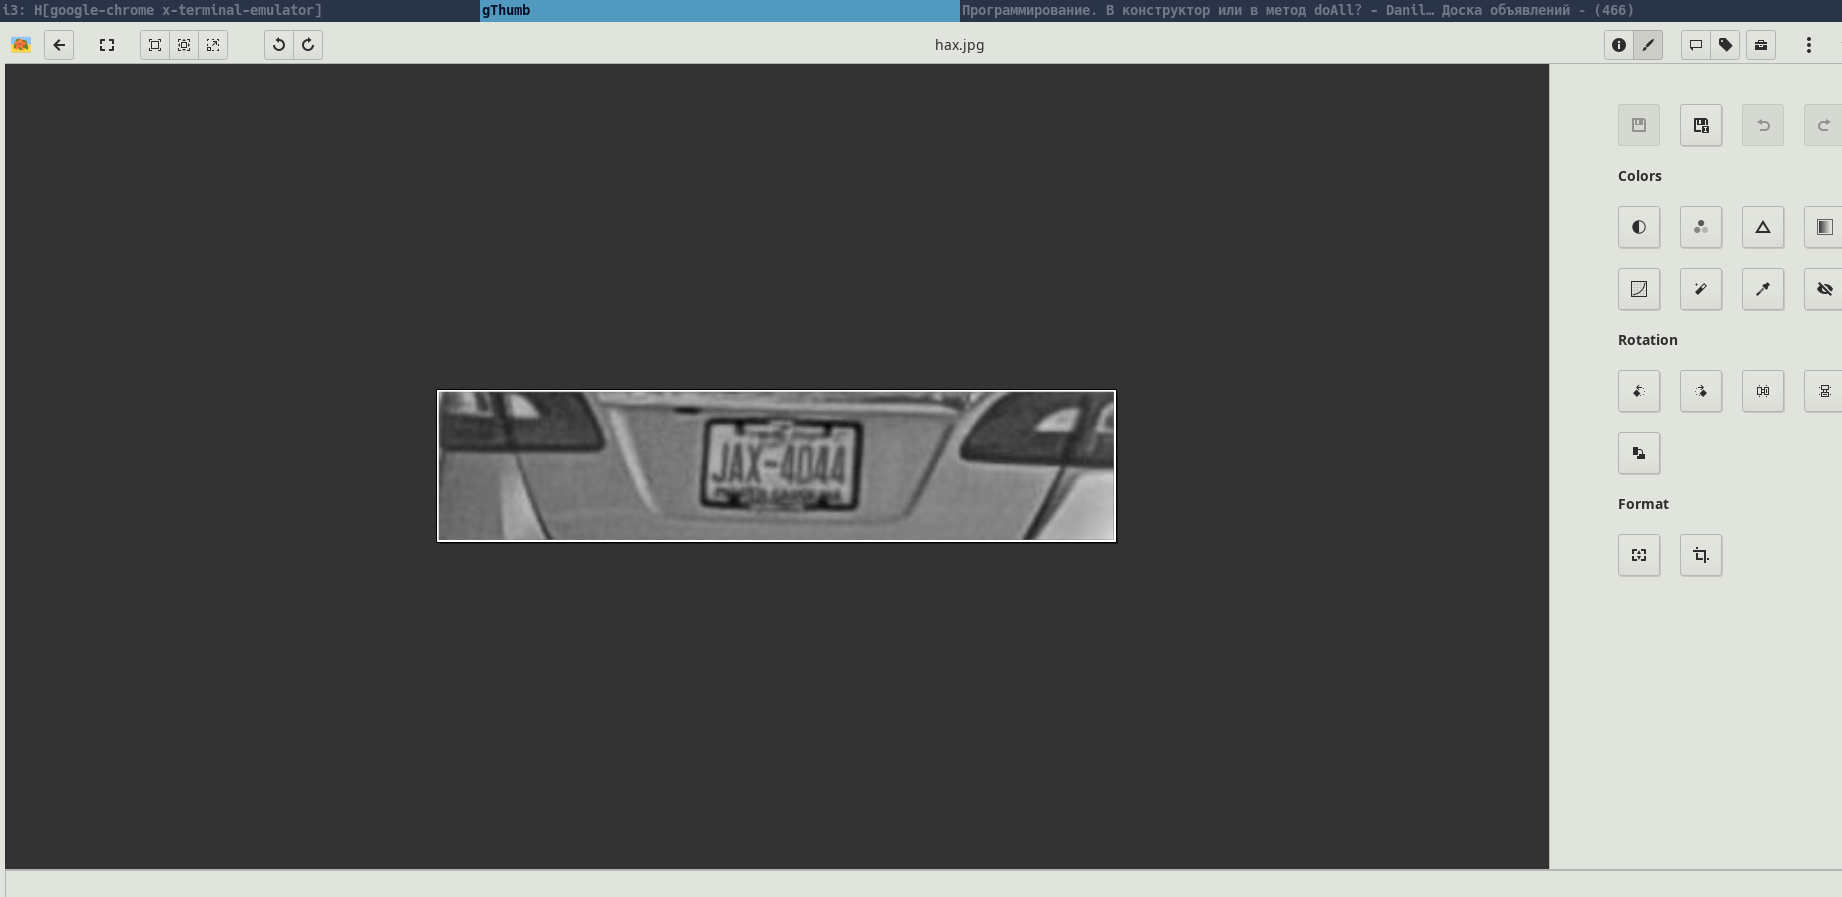 i3: H[google-chrome x-terminal-emulator]
gThumb
Программирование. В конструктор или в метод doAll? - Danil… Доска объявлений - (466)
hax.jpg
Colors
JAX-4044
Rotation
Format